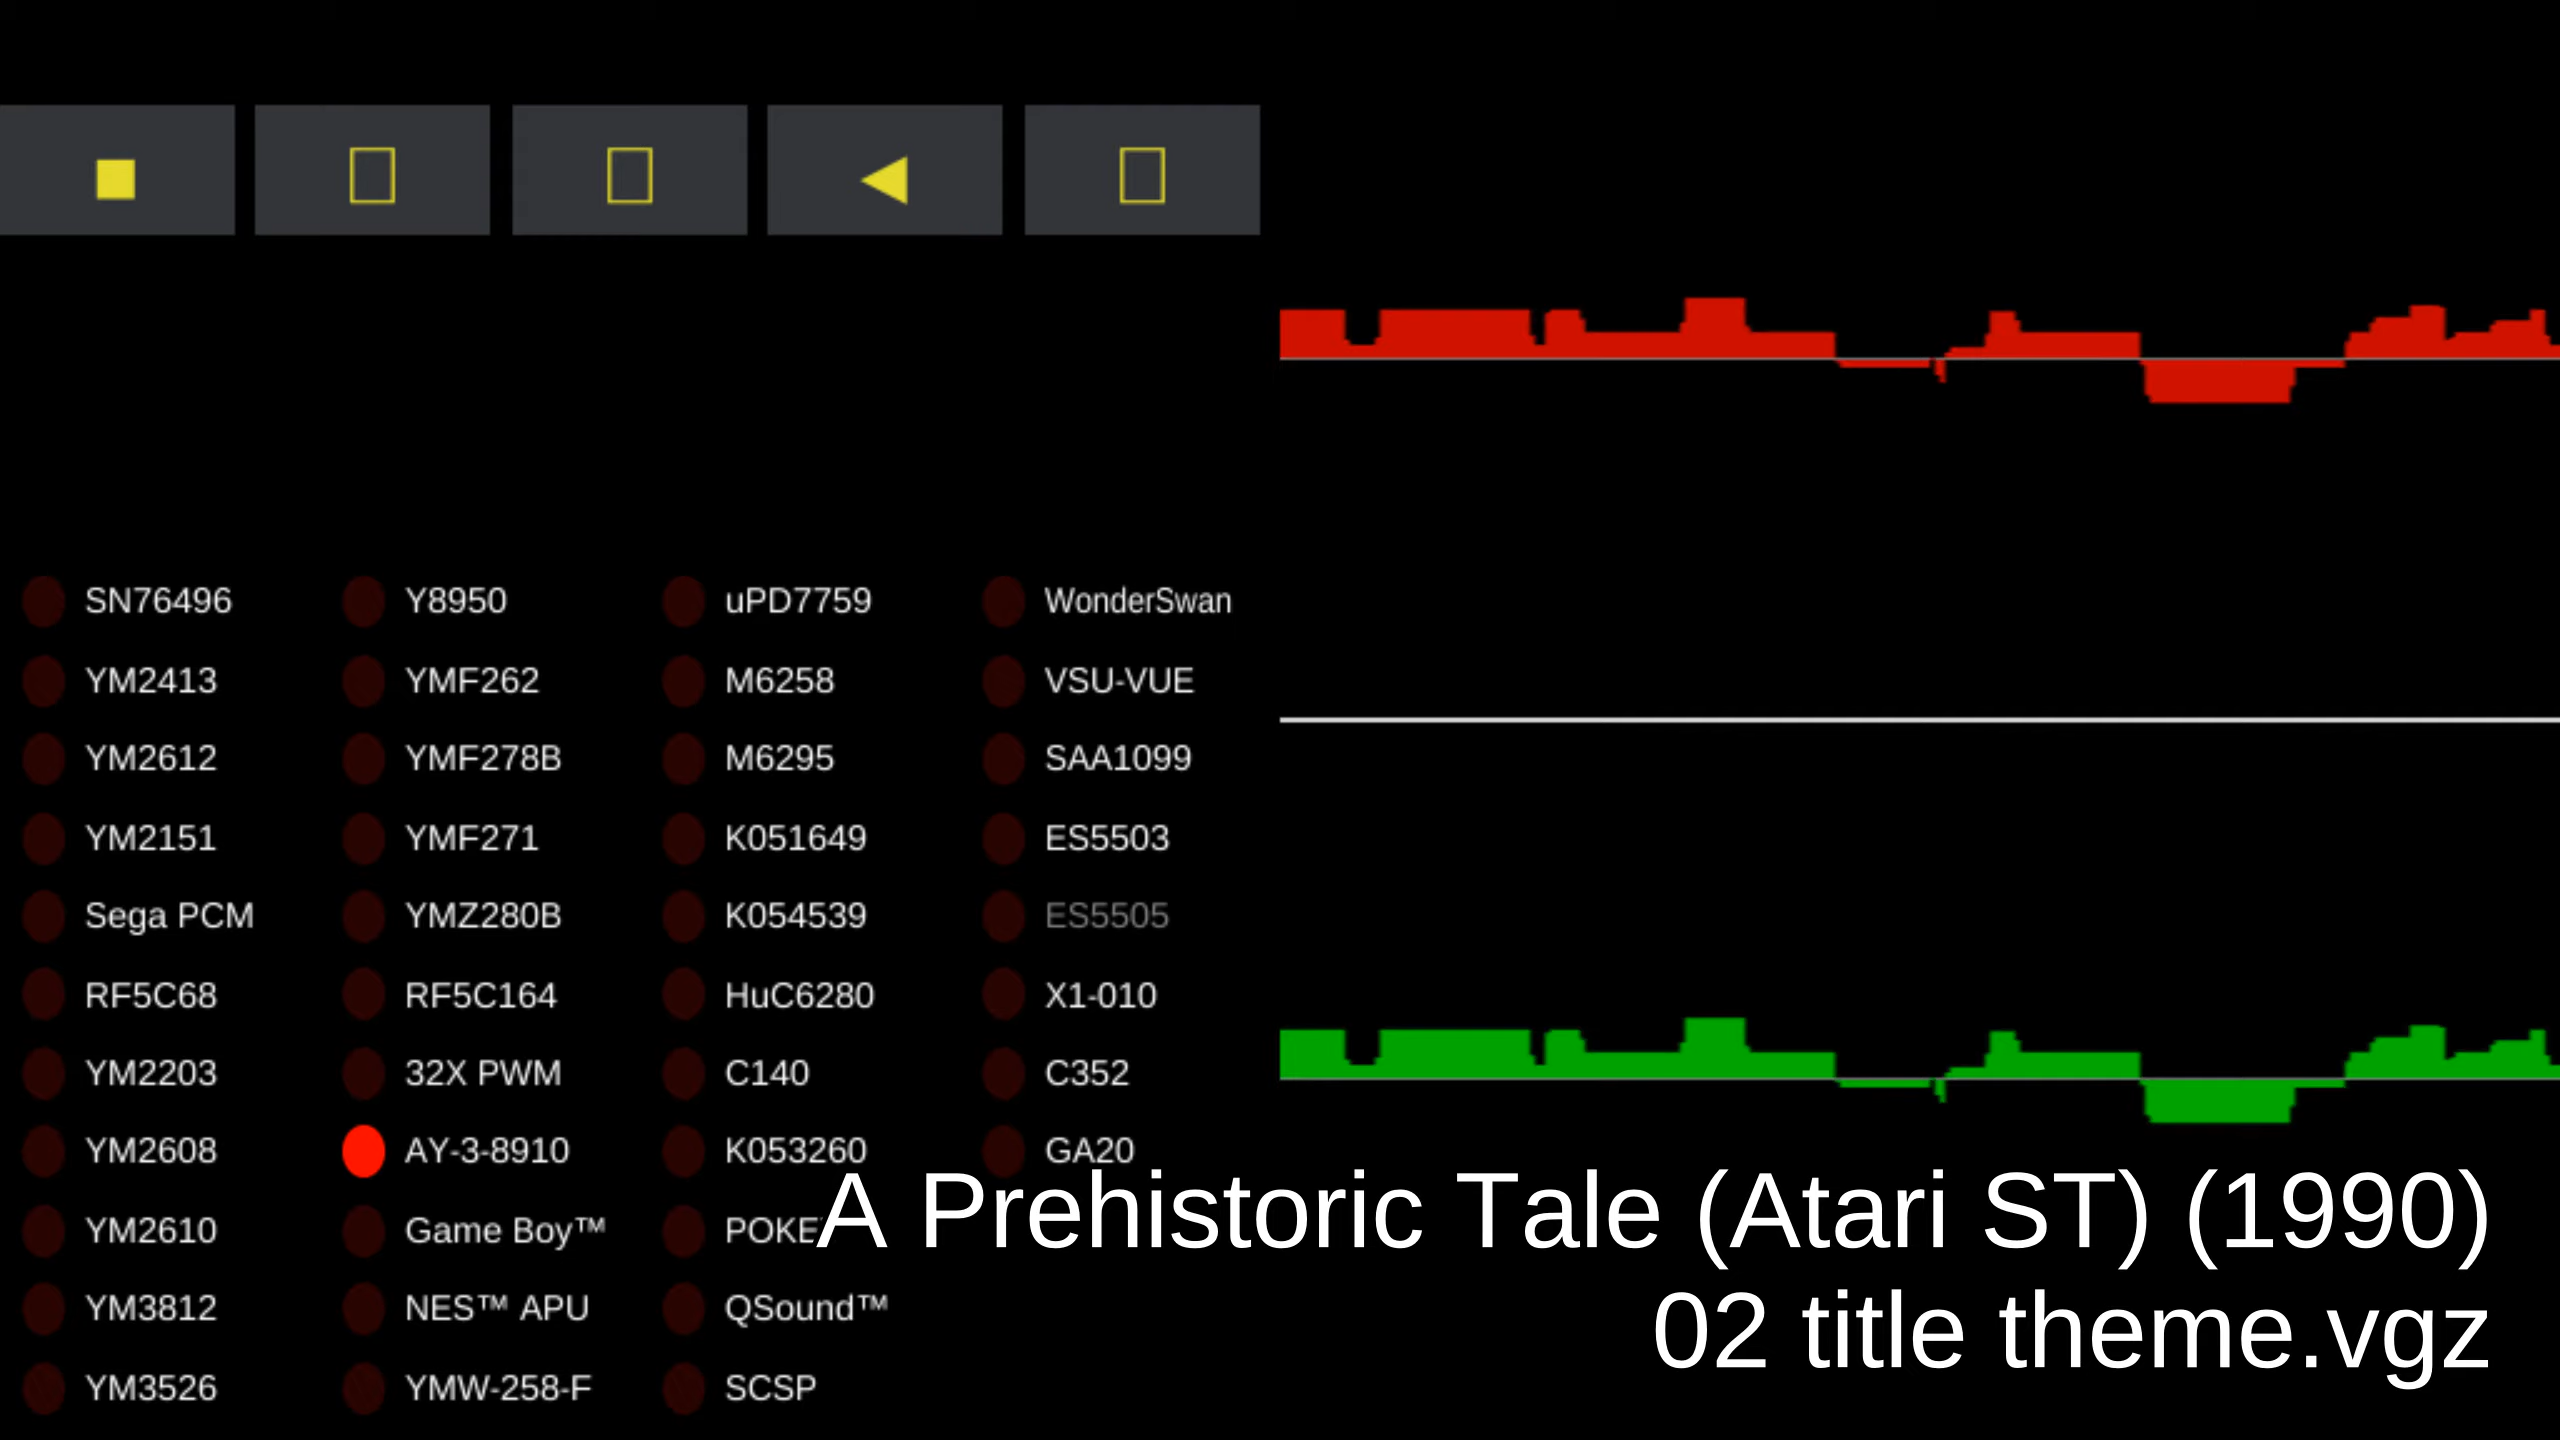 SN76496 Y8950 uPD7759 WonderSwan
YM2413 YMF262 M6258 VSU-VUE
YM2612 YMF278B M6295 SAA1099
YM2151 YMF271 K051649 ES5503
Sega PCM YMZ280B K054539 ES5505
RF5C68 RF5C164 HuC6280 X1-010
YM2203 32X PWM C140 C352
YM2608 AY-3-8910 K053260 GA20
YM2610 Game Boy™
YM3812 NES™ APU QSound™
YM3526 YMW-258-F SCSP
A Prehistoric Tale (Atari ST) (1990)
02 title theme.vgz